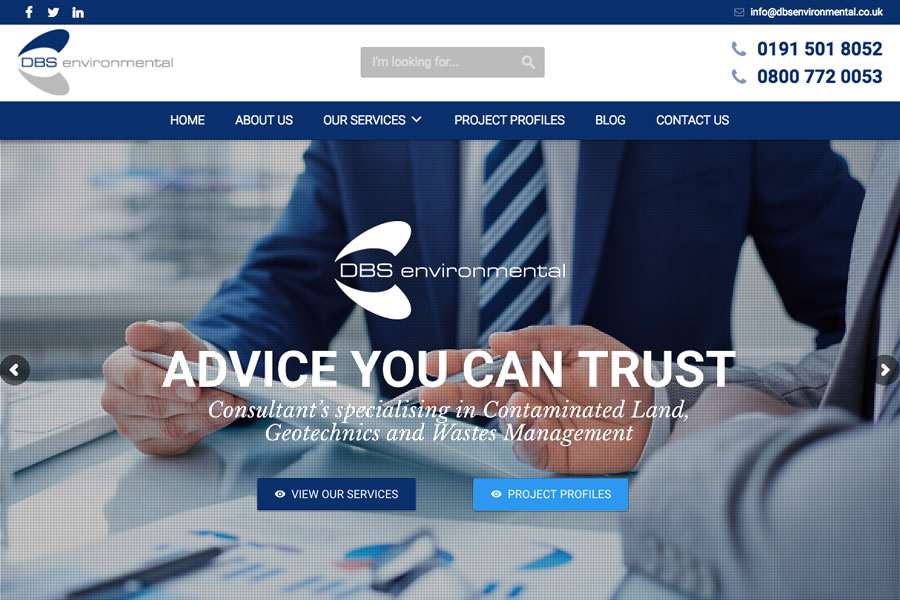 info@dbsenvironmental.co.uk
DBS environmental
I'm looking for...
0191 501 8052
0800 772 0053
HOME ABOUT US OUR SERVICES PROJECT PROFILES BLOG CONTACT US
DBS environmental
ADVICE YOU CAN TRUST
Consultant's specialising in Contaminated Land,
Geotechnics and Wastes Management
VIEW OUR SERVICES PROJECT PROFILES